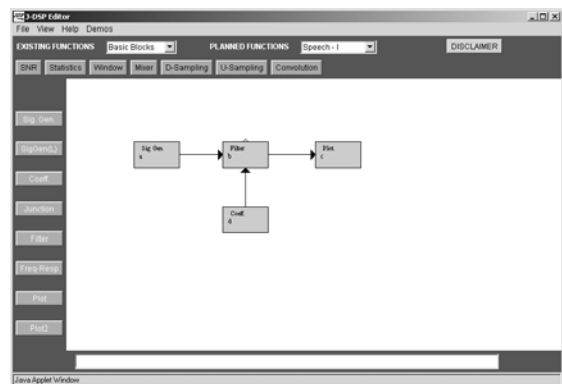 J-DSP Editor
File View Help Demos
EXISTING FUNCTIONS Basic Blocks PLANNED FUNCTIONS Speech - I DISCLAIMER
SNR Statistics Window Mixer D-Sampling U-Sampling Convolution
Sig. Gen.
SigGen(L)
Coeff.
Junction
Filter
Freq-Resp
Plot
Plot2
Sig Gen.
a
Filter
b
Plot
c
Coeff.
d
Java Applet Window